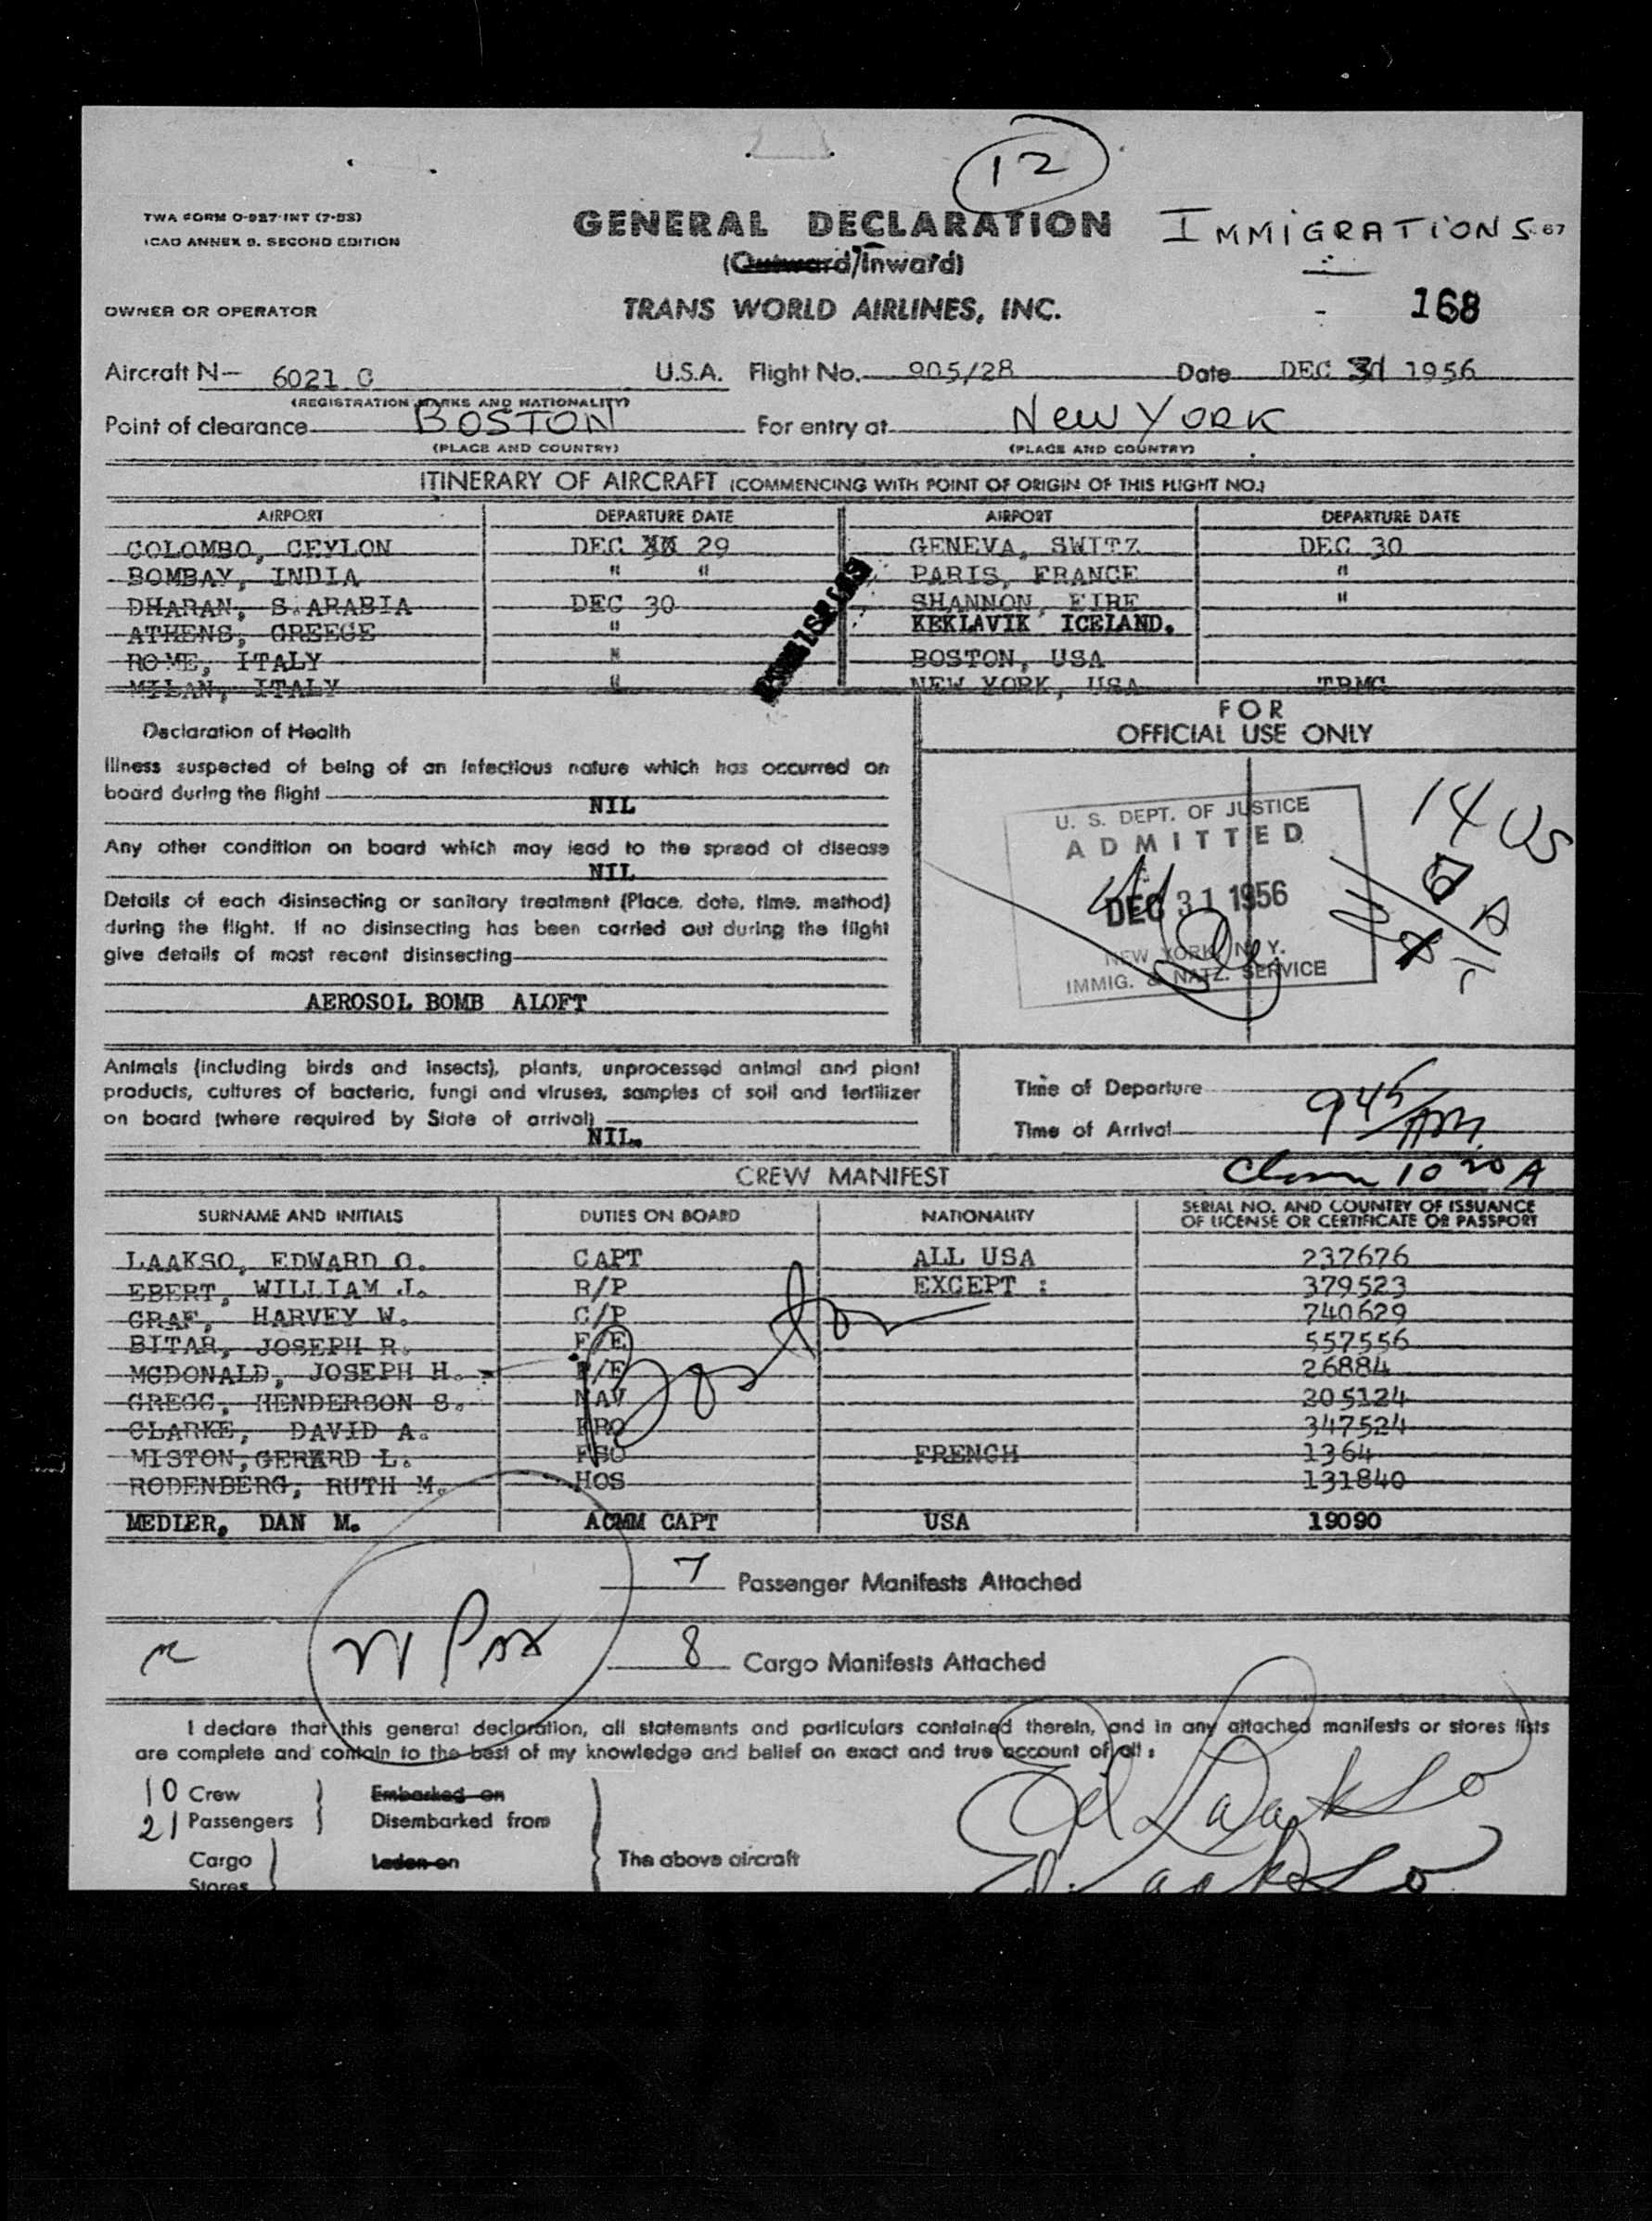 12
TWA FORM O-927-INT (7-53)
ICAO ANNEX 9. SECOND EDITION
GENERAL DECLARATION
IMMIGRATIONS 67
(Outward/Inward)
OWNER OR OPERATOR
TRANS WORLD AIRLINES, INC.
168
Aircraft N— 6021 C U.S.A. Flight No. 905/28 Date DEC 31 1956
(REGISTRATION MARKS AND NATIONALITY)
Point of clearance BOSTON For entry at New YORK
(PLACE AND COUNTRY) (PLACE AND COUNTRY)
ITINERARY OF AIRCRAFT (COMMENCING WITH POINT OF ORIGIN OF THIS FLIGHT NO.)
AIRPORT DEPARTURE DATE AIRPORT DEPARTURE DATE
COLOMBO, CEYLON DEC XX 29 GENEVA, SWITZ DEC 30
BOMBAY, INDIA " " PARIS, FRANCE "
DHARAN, S.ARABIA DEC 30 SHANNON, EIRE "
ATHENS, GREECE " KEKLAVIK ICELAND.
ROME, ITALY " BOSTON, USA
MILAN, ITALY " NEW YORK, USA TRMG
FOR
OFFICIAL USE ONLY
Declaration of Health
Illness suspected of being of an infectious nature which has occurred on
board during the flight
NIL
Any other condition on board which may lead to the spread of disease
NIL
Details of each disinsecting or sanitary treatment (Place, date, time, method)
during the flight. If no disinsecting has been carried out during the flight
give details of most recent disinsecting
AEROSOL BOMB ALOFT
U. S. DEPT. OF JUSTICE
ADMITTED
DEC 31 1956
NEW YORK, N. Y.
IMMIG. & NATZ. SERVICE
14 US
Animals (including birds and insects), plants, unprocessed animal and plant
products, cultures of bacteria, fungi and viruses, samples of soil and fertilizer
on board (where required by State of arrival)
NIL.
Time of Departure
Time of Arrival 945 AM
1020 A
CREW MANIFEST
SURNAME AND INITIALS DUTIES ON BOARD NATIONALITY SERIAL NO. AND COUNTRY OF ISSUANCE
OF LICENSE OR CERTIFICATE OR PASSPORT
LAAKSO, EDWARD O. CAPT ALL USA 237676
EBERT, WILLIAM J. R/P EXCEPT : 379523
GRAF, HARVEY W. C/P 740629
BITAR, JOSEPH R. F/E 557556
MCDONALD, JOSEPH H. F/E 26884
GREGG, HENDERSON S. NAV 205124
CLARKE, DAVID A. PRO 347524
MISTON, GERARD L. FSO FRENCH 1364
RODENBERG, RUTH M. HOS 131840
MEDLER, DAN M. ACMM CAPT USA 19090
Boston
7 Passenger Manifests Attached
8 Cargo Manifests Attached
I declare that this general declaration, all statements and particulars contained therein, and in any attached manifests or stores lists
are complete and contain to the best of my knowledge and belief an exact and true account of all :
10 Crew Embarked on
21 Passengers Disembarked from
Cargo Laden on The above aircraft
Stores
Ed Laakso
Ed Laakso